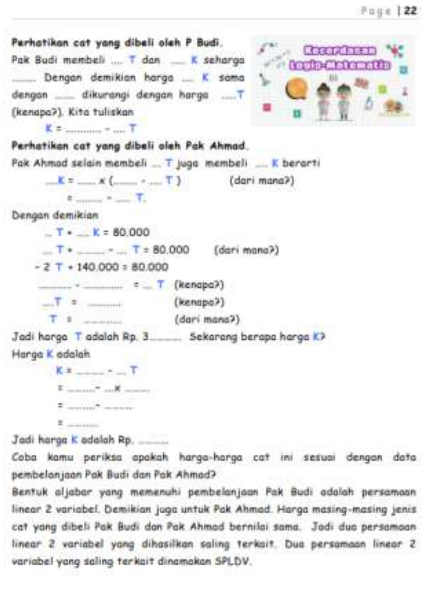 Page | 22
Perhatikan cat yang dibeli oleh P Budi.
Pak Budi membeli .... T dan ..... K seharga
........ Dengan demikian harga .... K sama
dengan ....... dikurangi dengan harga .....T
(kenapa?). Kita tuliskan
K = ............. - .... T
Kecerdasan
Logis-Matematis
Perhatikan cat yang dibeli oleh Pak Ahmad.
Pak Ahmad selain membeli ... T juga membeli .... K berarti
....K = ...... x (........ - .... T ) (dari mana?)
= ......... - ..... T.
Dengan demikian
... T + .... K = 80.000
.... T + ......... - ... T = 80.000 (dari mana?)
- 2 T + 140.000 = 80.000
........... - ............. = ... T (kenapa?)
....T = ........... (kenapa?)
T = ............. (dari mana?)
Jadi harga T adalah Rp. 3........... Sekarang berapa harga K?
Harga K adalah
K = ......... - .... T
= .........- ....x .........
= .........- .........
= ...........
Jadi harga K adalah Rp. ..........
Coba kamu periksa apakah harga-harga cat ini sesuai dengan data
pembelanjaan Pak Budi dan Pak Ahmad?
Bentuk aljabar yang memenuhi pembelanjaan Pak Budi adalah persamaan
linear 2 variabel. Demikian juga untuk Pak Ahmad. Harga masing-masing jenis
cat yang dibeli Pak Budi dan Pak Ahmad bernilai sama. Jadi dua persamaan
linear 2 variabel yang dihasilkan saling terkait. Dua persamaan linear 2
variabel yang saling terkait dinamakan SPLDV.